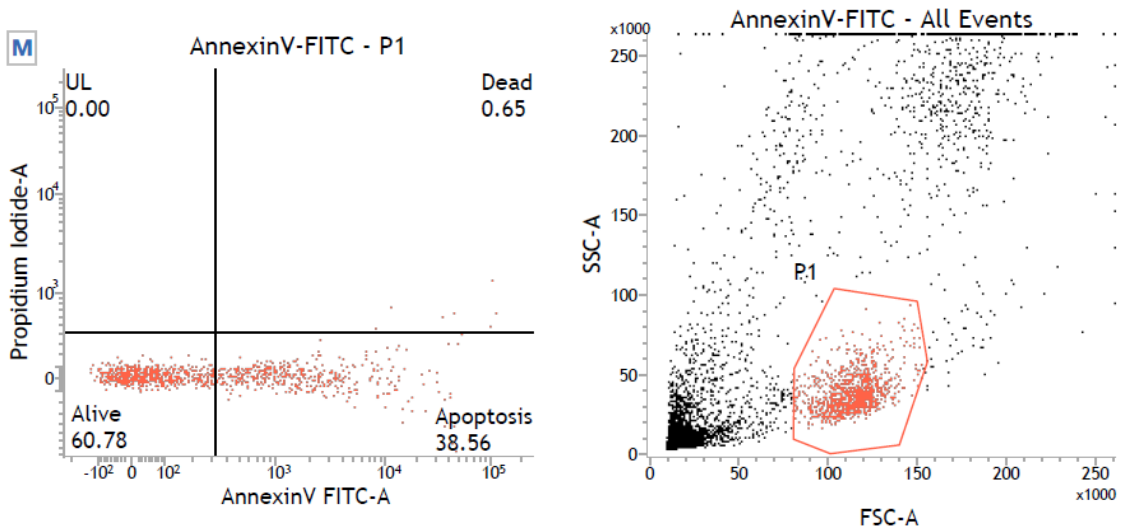 M
AnnexinV-FITC - P1
UL
0.00
Dead
0.65
10^5
10^4
10^3
0
Propidium Iodide-A
Alive
60.78
Apoptosis
38.56
-10^2 0 10^2 10^3 10^4 10^5
AnnexinV FITC-A
AnnexinV-FITC - All Events
x1000
250
200
150
100
50
0
SSC-A
P1
0 50 100 150 200 250
x1000
FSC-A